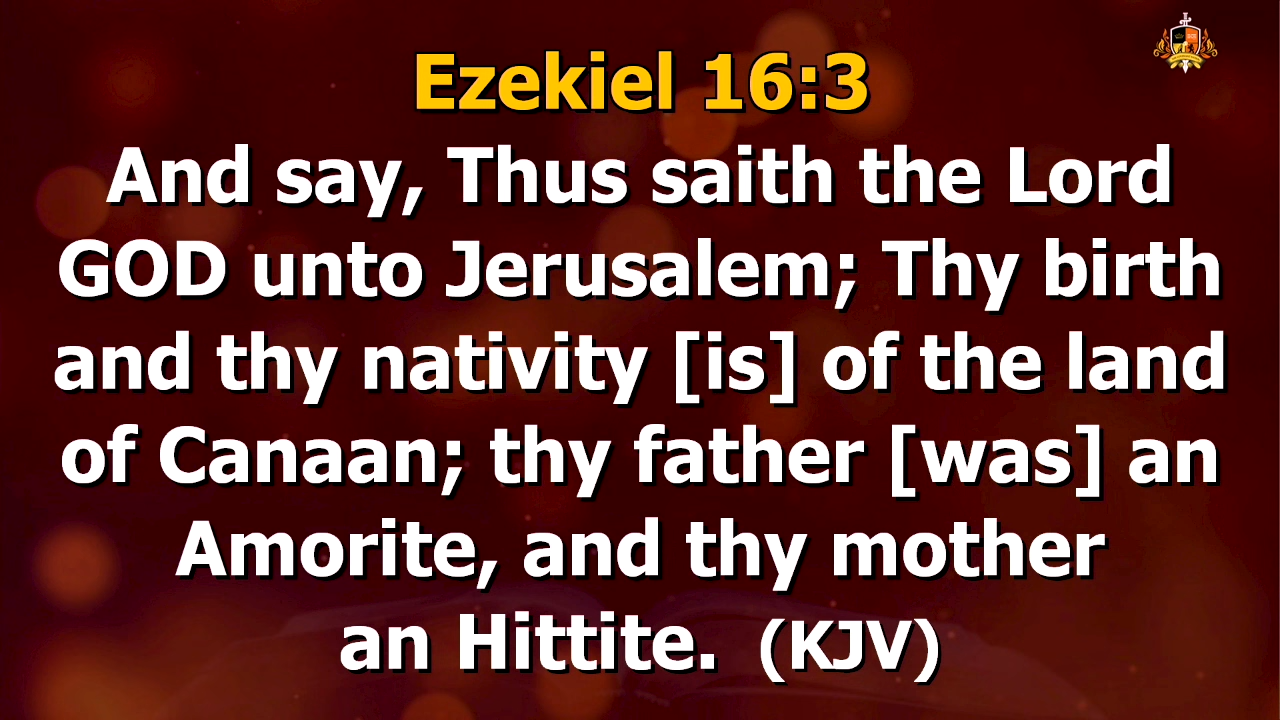 Ezekiel 16:3
And say, Thus saith the Lord
GOD unto Jerusalem; Thy birth
and thy nativity [is] of the land
of Canaan; thy father [was] an
Amorite, and thy mother
an Hittite. (KJV)